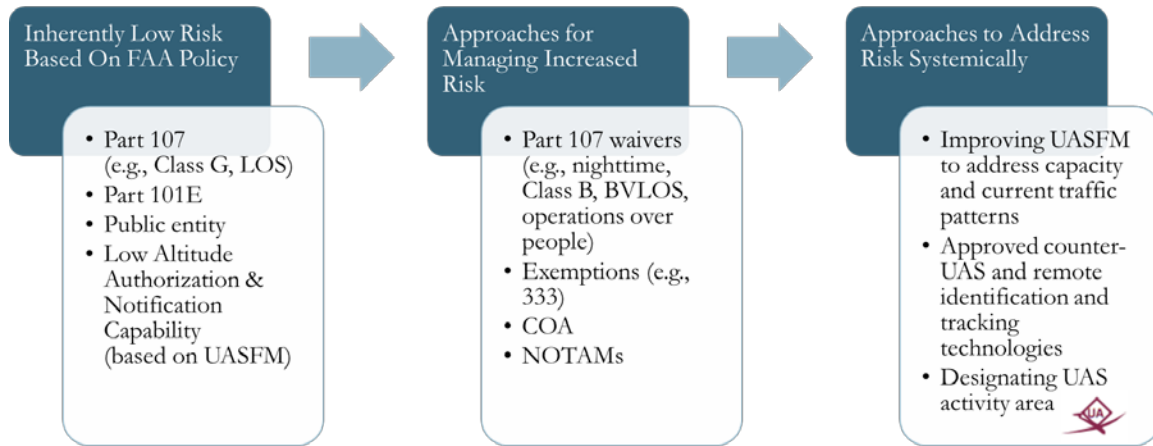 Inherently Low Risk
Based On FAA Policy
• Part 107
(e.g., Class G, LOS)
• Part 101E
• Public entity
• Low Altitude
Authorization &
Notification
Capability
(based on UASFM)
Approaches for
Managing Increased
Risk
• Part 107 waivers
(e.g., nighttime,
Class B, BVLOS,
operations over
people)
• Exemptions (e.g.,
333)
• COA
• NOTAMs
Approaches to Address
Risk Systemically
• Improving UASFM
to address capacity
and current traffic
patterns
• Approved counter-
UAS and remote
identification and
tracking
technologies
• Designating UAS
activity area
UA